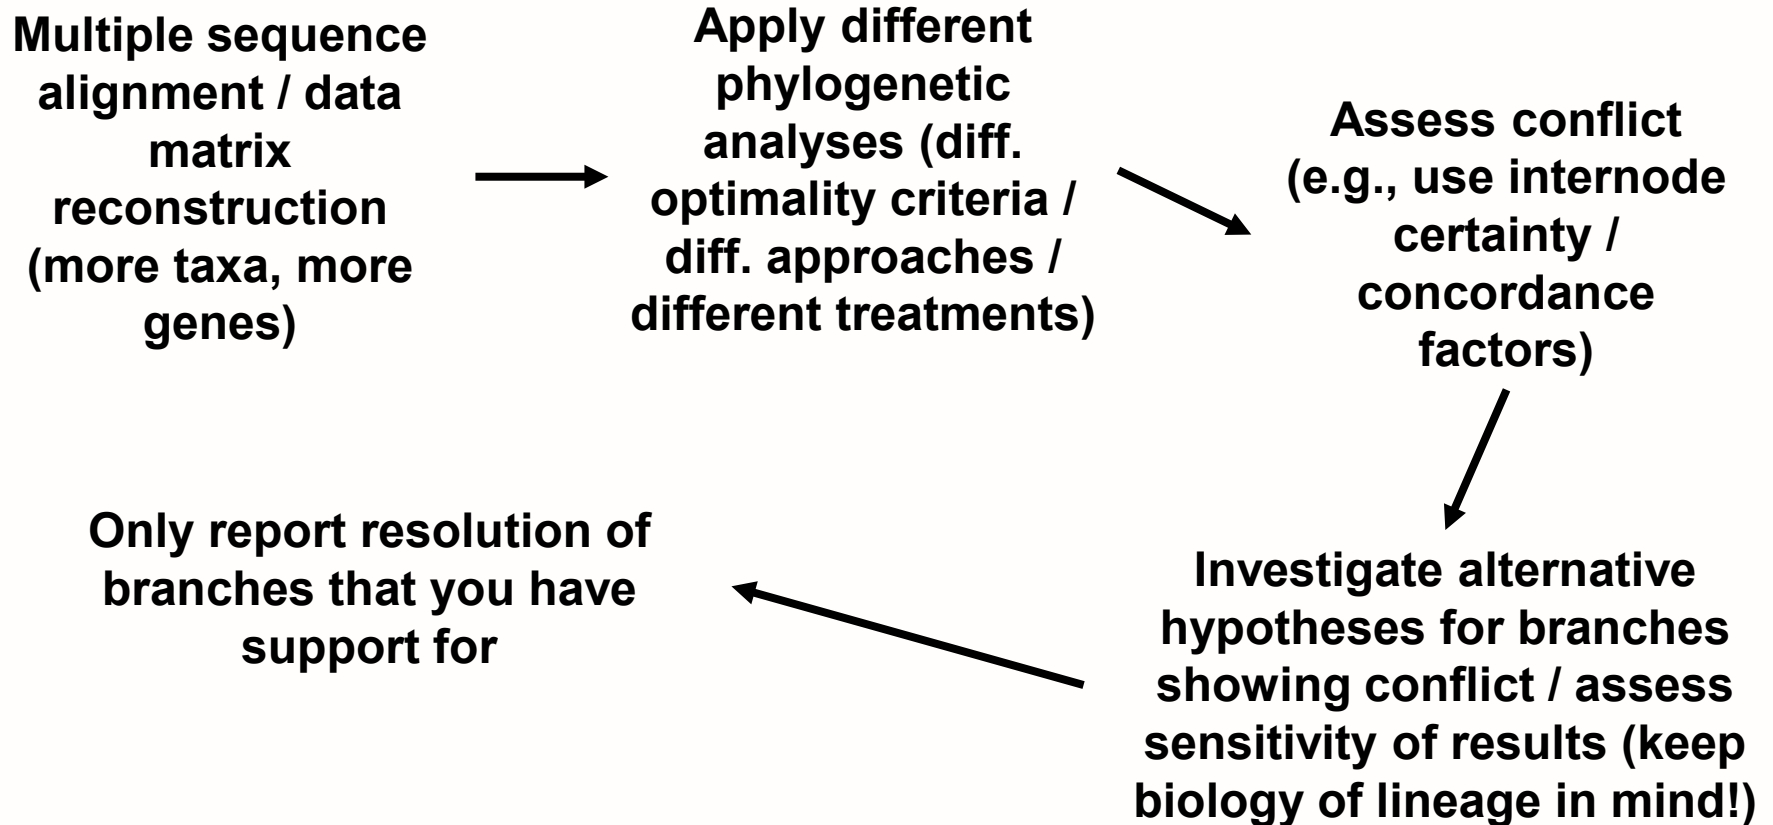 Multiple sequence
alignment / data
matrix
reconstruction
(more taxa, more
genes)
Apply different
phylogenetic
analyses (diff.
optimality criteria /
diff. approaches /
different treatments)
Assess conflict
(e.g., use internode
certainty /
concordance
factors)
Investigate alternative
hypotheses for branches
showing conflict / assess
sensitivity of results (keep
biology of lineage in mind!)
Only report resolution of
branches that you have
support for